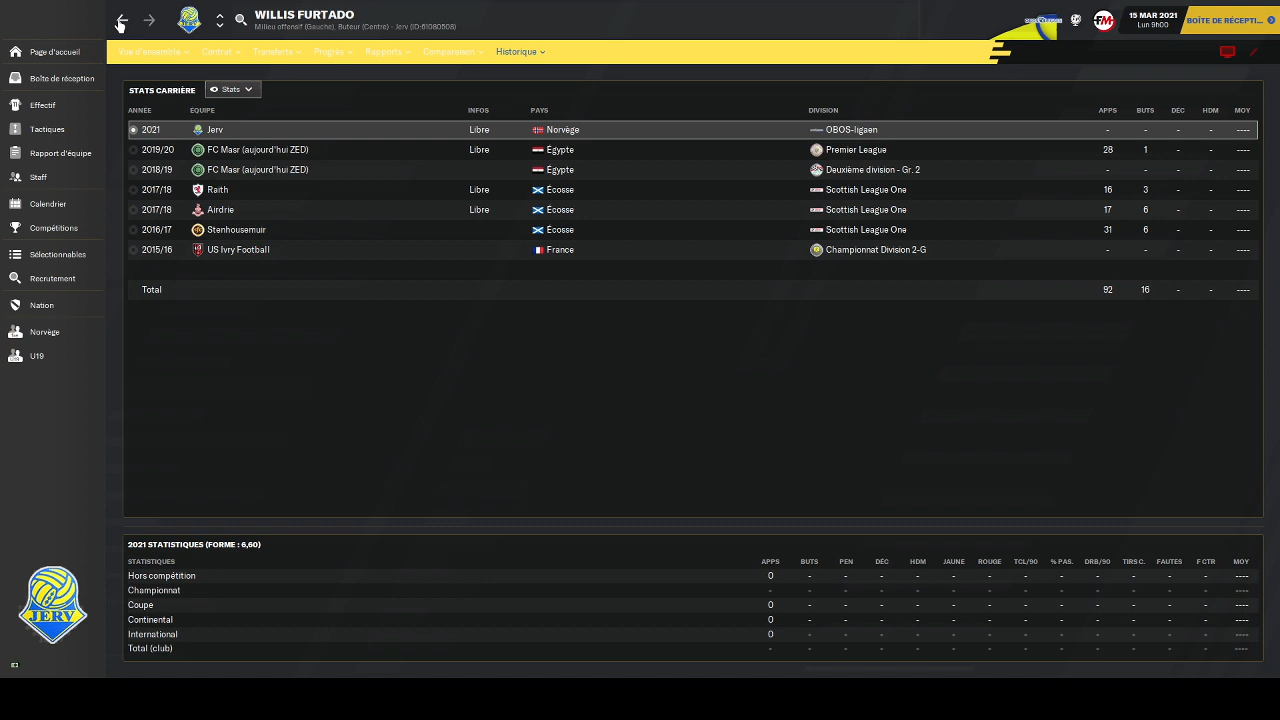 WILLIS FURTADO
Milieu offensif (Gauche), Buteur (Centre) - Jerv (ID:61080508)
15 MAR 2021
Lun 9h00
BOÎTE DE RÉCEPTI...
Page d'accueil
Vue d'ensemble
Contrat
Transferts
Progrès
Rapports
Comparaison
Historique
Boîte de réception
Effectif
Tactiques
Rapport d'équipe
Staff
Calendrier
Compétitions
Sélectionnables
Recrutement
Nation
Norvège
U19
JERV
STATS CARRIÈRE Stats
ANNÉE EQUIPE INFOS PAYS DIVISION APPS BUTS DEC HDM MOY
2021 Jerv Libre Norvège OBOS-ligaen - - - - ----
2019/20 FC Masr (aujourd'hui ZED) Libre Égypte Premier League 28 1 - - ----
2018/19 FC Masr (aujourd'hui ZED) Égypte Deuxième division - Gr. 2 - - - - ----
2017/18 Raith Libre Écosse Scottish League One 16 3 - - ----
2017/18 Airdrie Libre Écosse Scottish League One 17 6 - - ----
2016/17 Stenhousemuir Écosse Scottish League One 31 6 - - ----
2015/16 US Ivry Football France Championnat Division 2-G - - - - ----
Total 92 16 - - ----
2021 STATISTIQUES (FORME : 6,60)
STATISTIQUES APPS BUTS PEN DÉC HDM JAUNE ROUGE TCL/90 % PAS. DRB/90 TIRS C. FAUTES F CTR MOY
Hors compétition 0 - - - - - - - - - - - - ----
Championnat - - - - - - - - - - - - - ----
Coupe 0 - - - - - - - - - - - - ----
Continental 0 - - - - - - - - - - - - ----
International 0 - - - - - - - - - - - - ----
Total (club) - - - - - - - - - - - - - ----